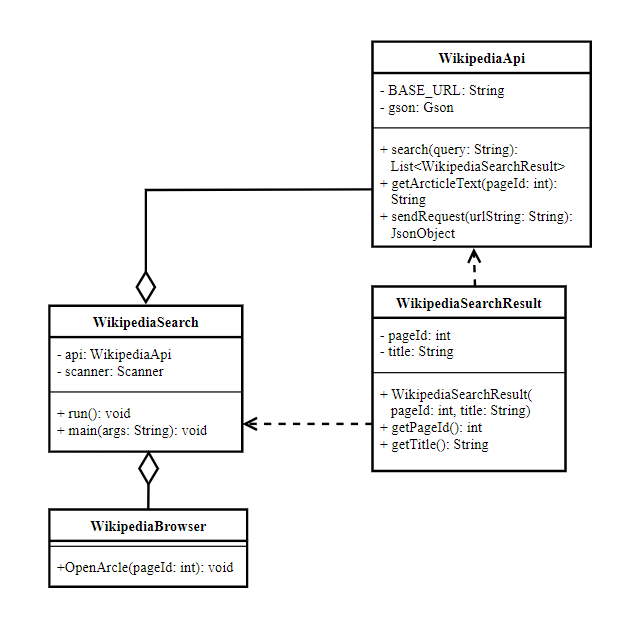 WikipediaApi
- BASE_URL: String
- gson: Gson
+ search(query: String):
List<WikipediaSearchResult>
+ getArcticleText(pageId: int):
String
+ sendRequest(urlString: String):
JsonObject
WikipediaSearchResult
- pageId: int
- title: String
+ WikipediaSearchResult(
pageId: int, title: String)
+ getPageId(): int
+ getTitle(): String
WikipediaSearch
- api: WikipediaApi
- scanner: Scanner
+ run(): void
+ main(args: String): void
WikipediaBrowser
+OpenArcle(pageId: int): void